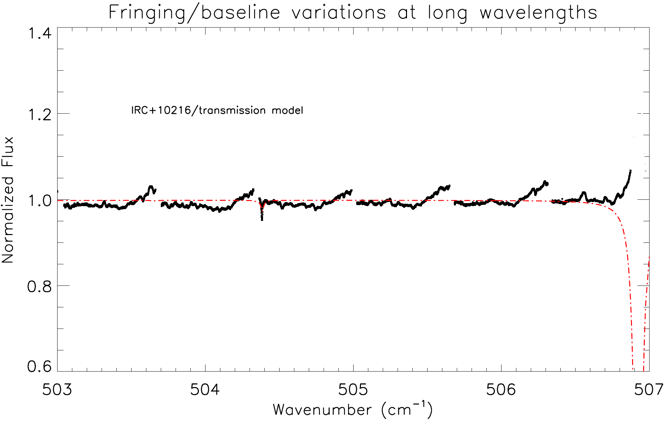 Fringing/baseline variations at long wavelengths
1.4
IRC+10216/transmission model
1.2
1.0
0.8
0.6
Normalized Flux
503 504 505 506 507
Wavenumber (cm⁻¹)